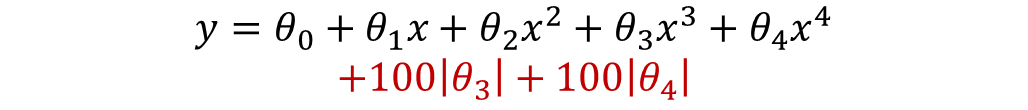 y = θ₀ + θ₁x + θ₂x² + θ₃x³ + θ₄x⁴
+100|θ₃| + 100|θ₄|